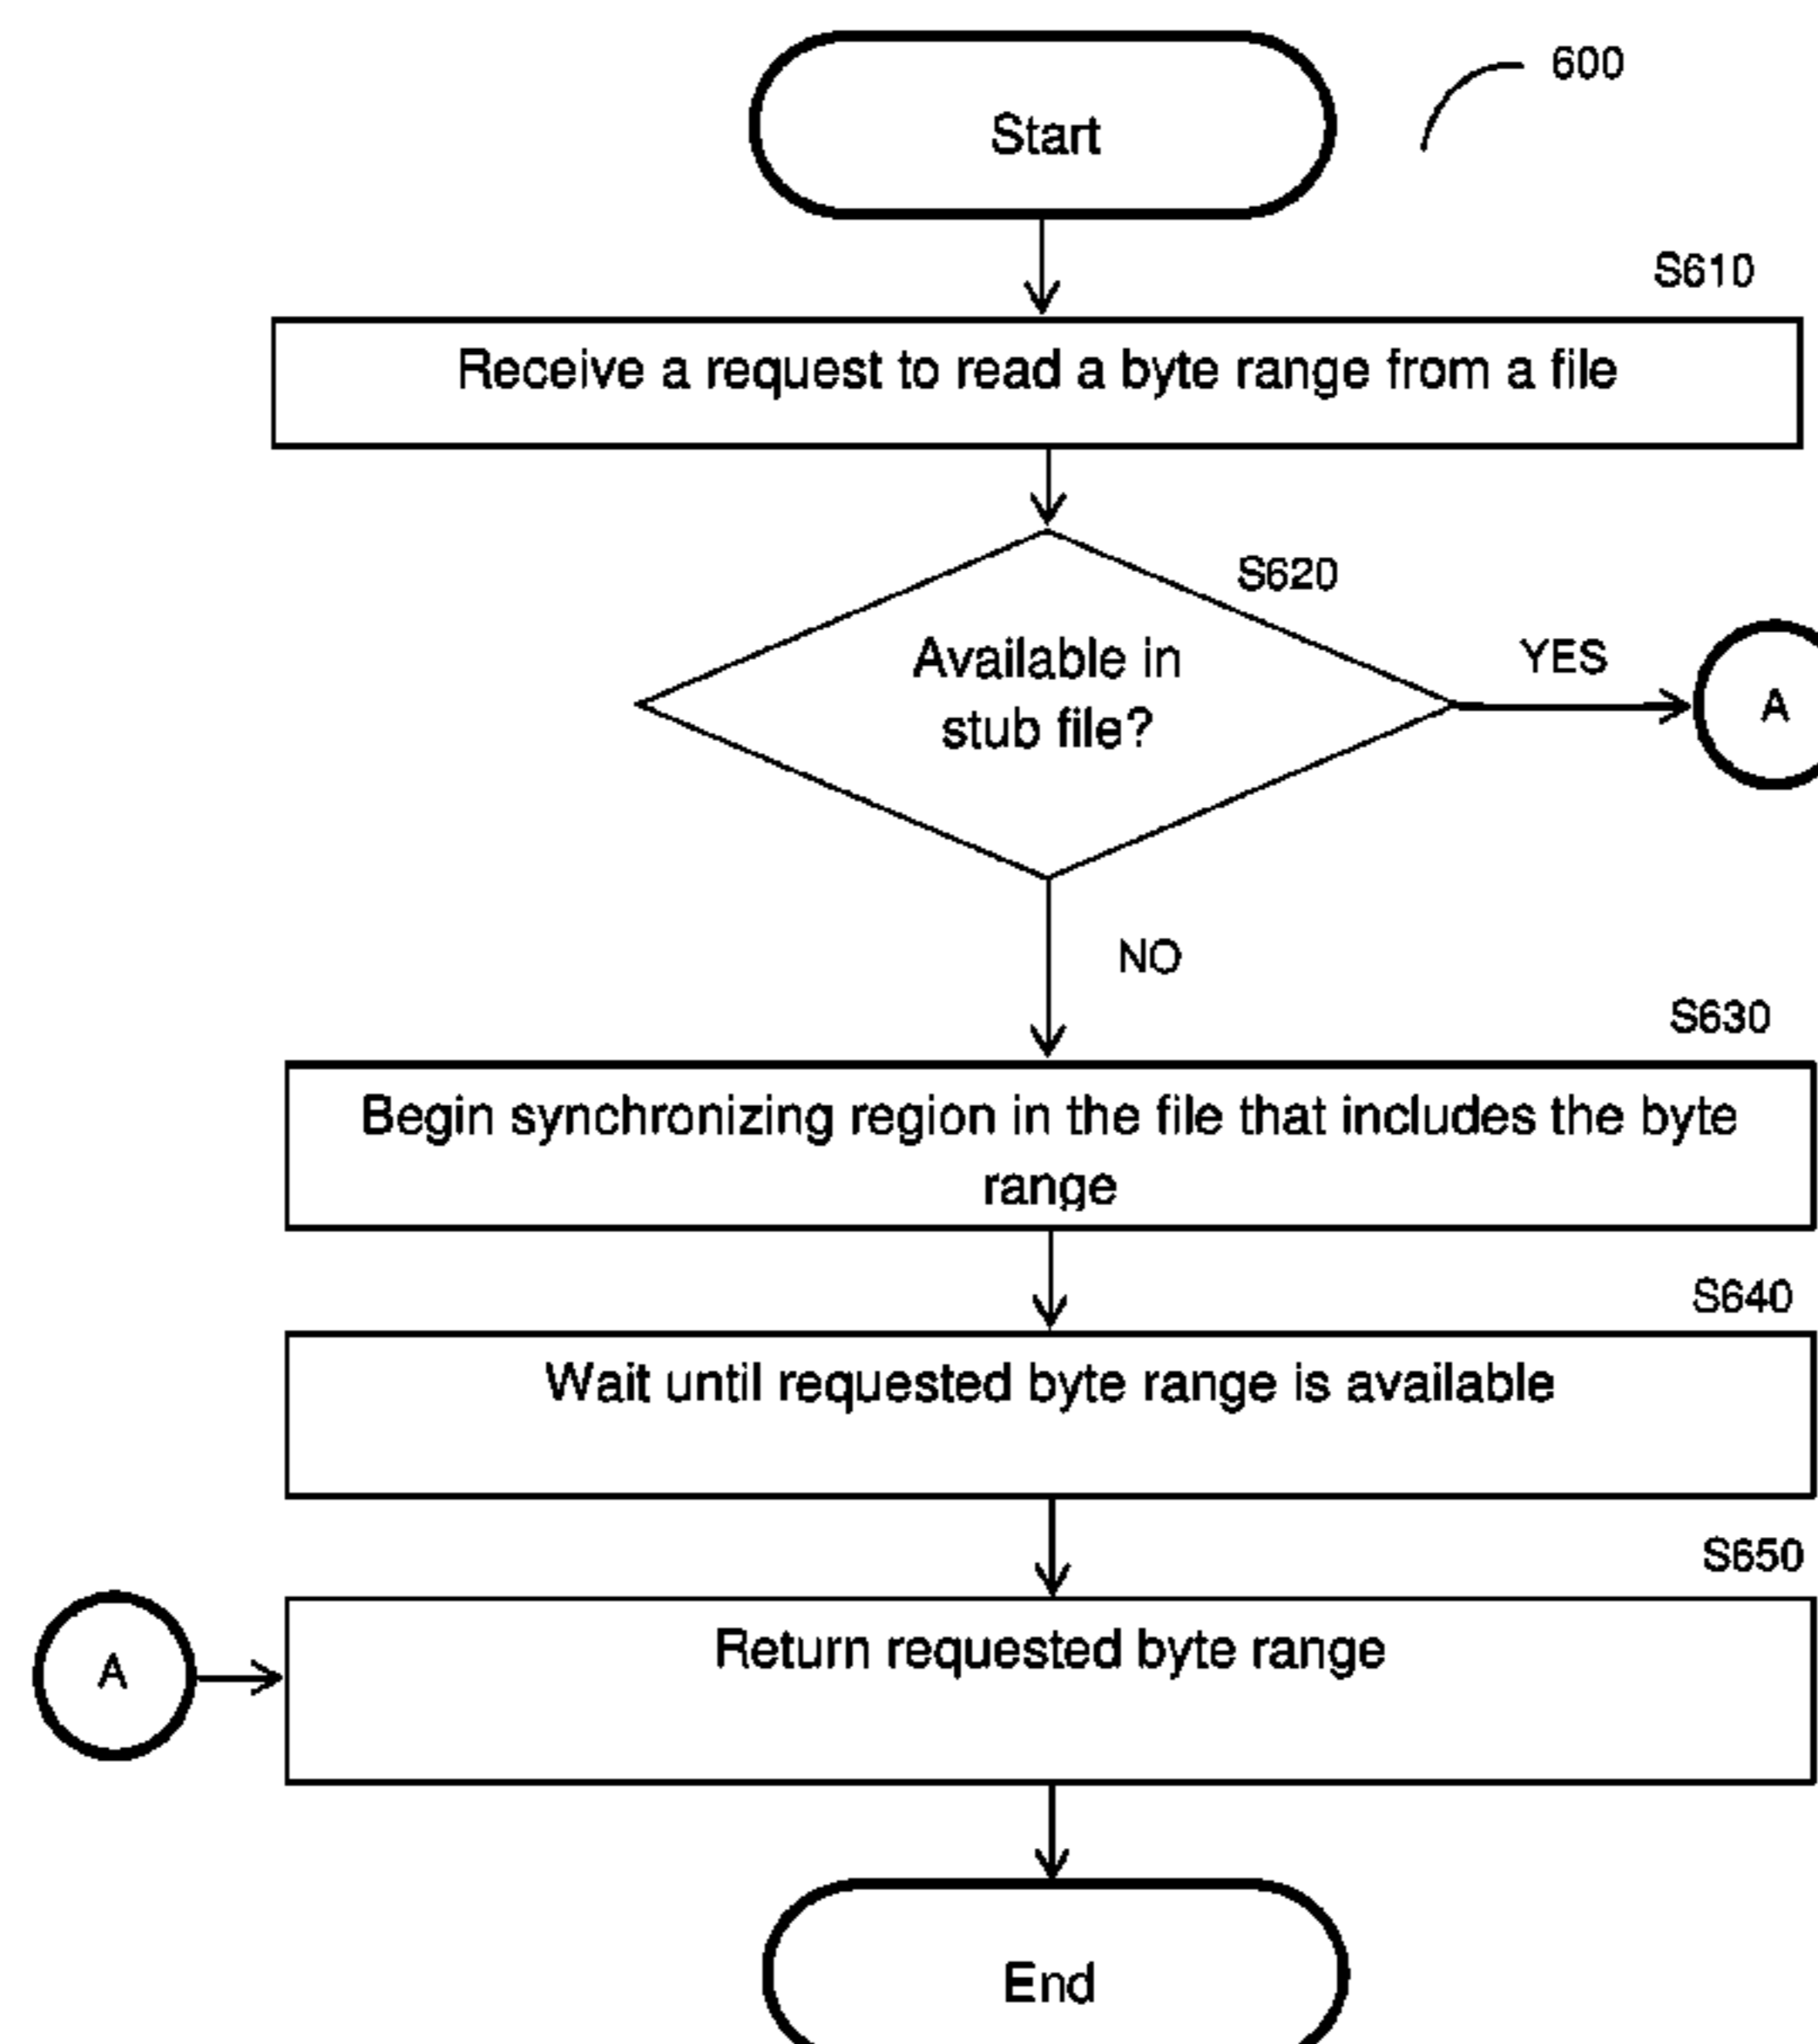 600
Start
S610
Receive a request to read a byte range from a file
S620
Available in
stub file?
YES
A
NO
S630
Begin synchronizing region in the file that includes the byte
range
S640
Wait until requested byte range is available
S650
A
Return requested byte range
End